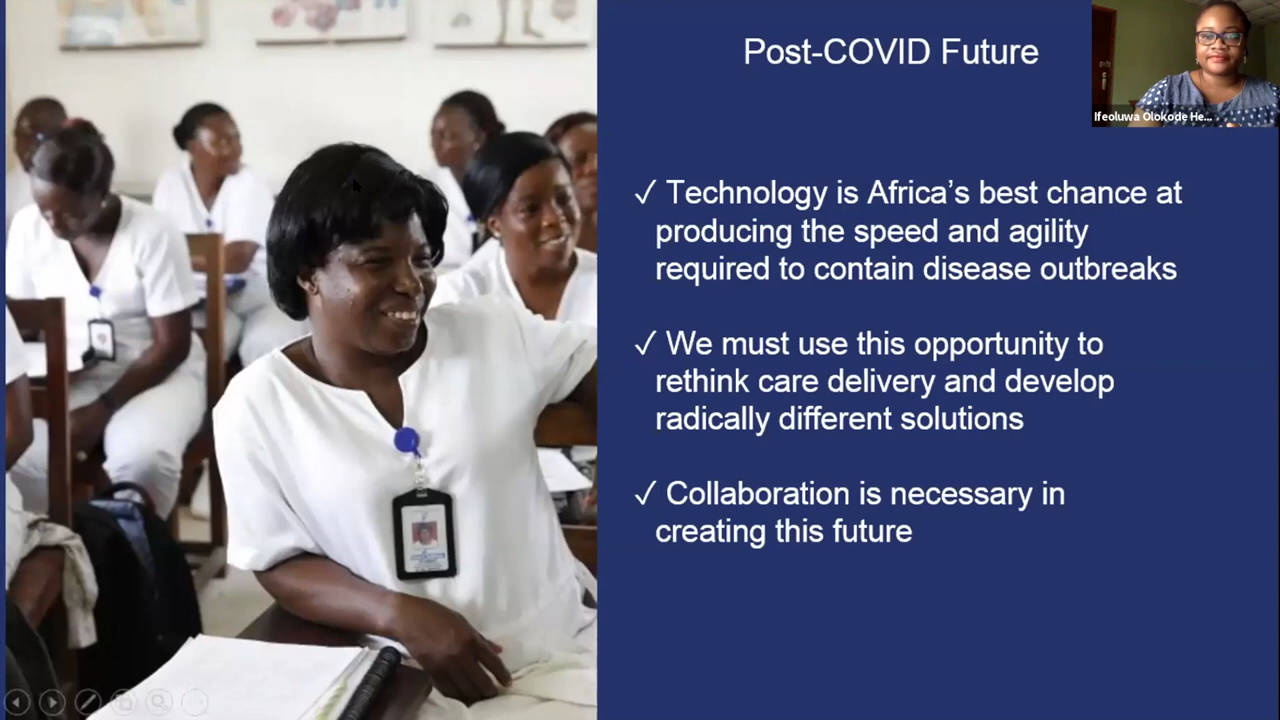 Post-COVID Future
Ifeoluwa Olokode He...
✓ Technology is Africa’s best chance at
producing the speed and agility
required to contain disease outbreaks
✓ We must use this opportunity to
rethink care delivery and develop
radically different solutions
✓ Collaboration is necessary in
creating this future